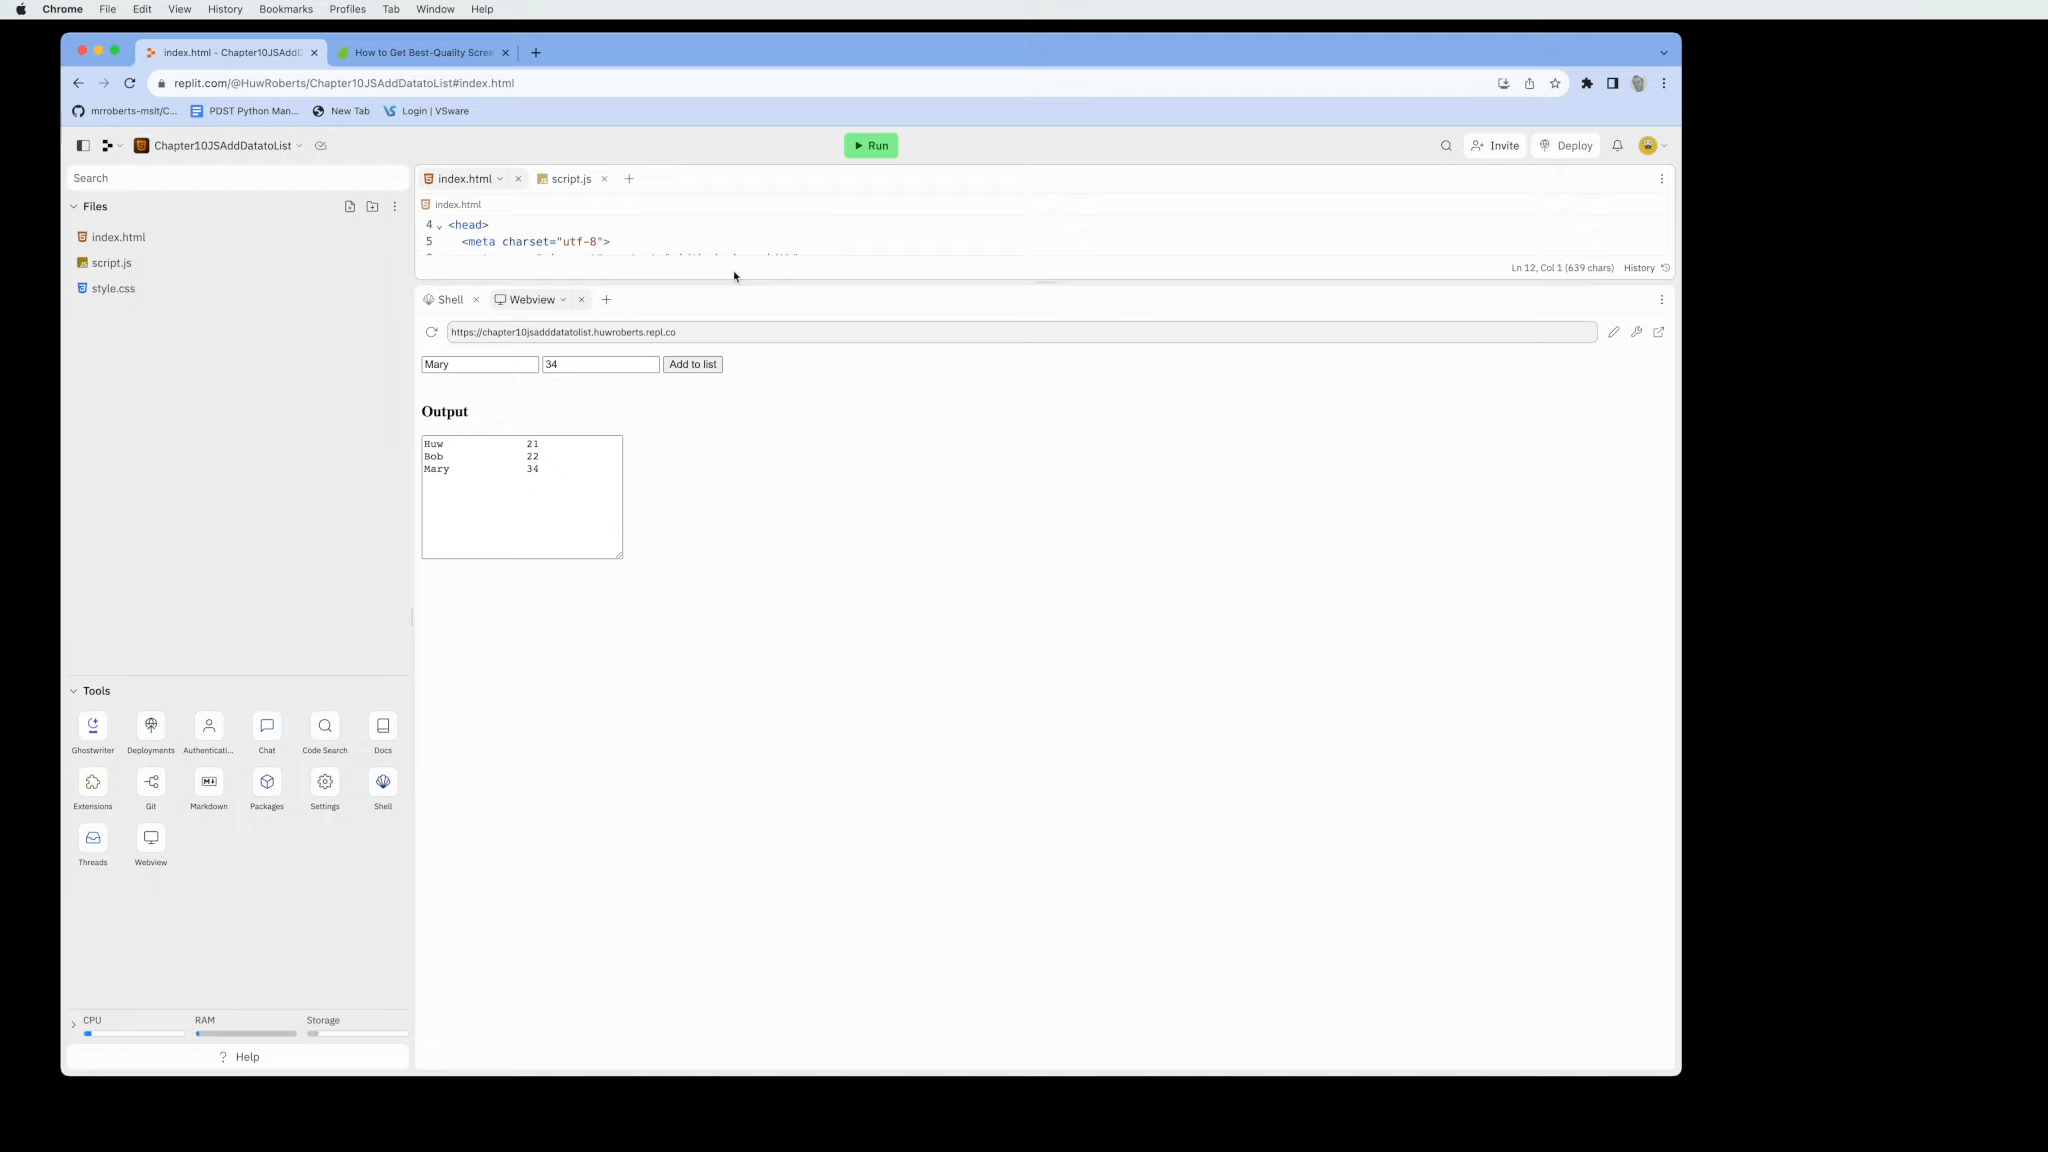 Chrome File Edit View History Bookmarks Profiles Tab Window Help
index.html - Chapter10JSAddD
How to Get Best-Quality Scree
replit.com/@HuwRoberts/Chapter10JSAddDatatoList#index.html
mrroberts-mslt/C... PDST Python Man... New Tab Login | VSware
Chapter10JSAddDatatoList
Run
Invite
Deploy
Search
Files
index.html
script.js
style.css
index.html
script.js
index.html
4 <head>
5 <meta charset="utf-8">
Ln 12, Col 1 (639 chars) History
Shell
Webview
https://chapter10jsadddatatolist.huwroberts.repl.co
Mary 34 Add to list
Output
Huw 21
Bob 22
Mary 34
Tools
Ghostwriter Deployments Authenticati... Chat Code Search Docs
Extensions Git Markdown Packages Settings Shell
Threads Webview
CPU RAM Storage
? Help